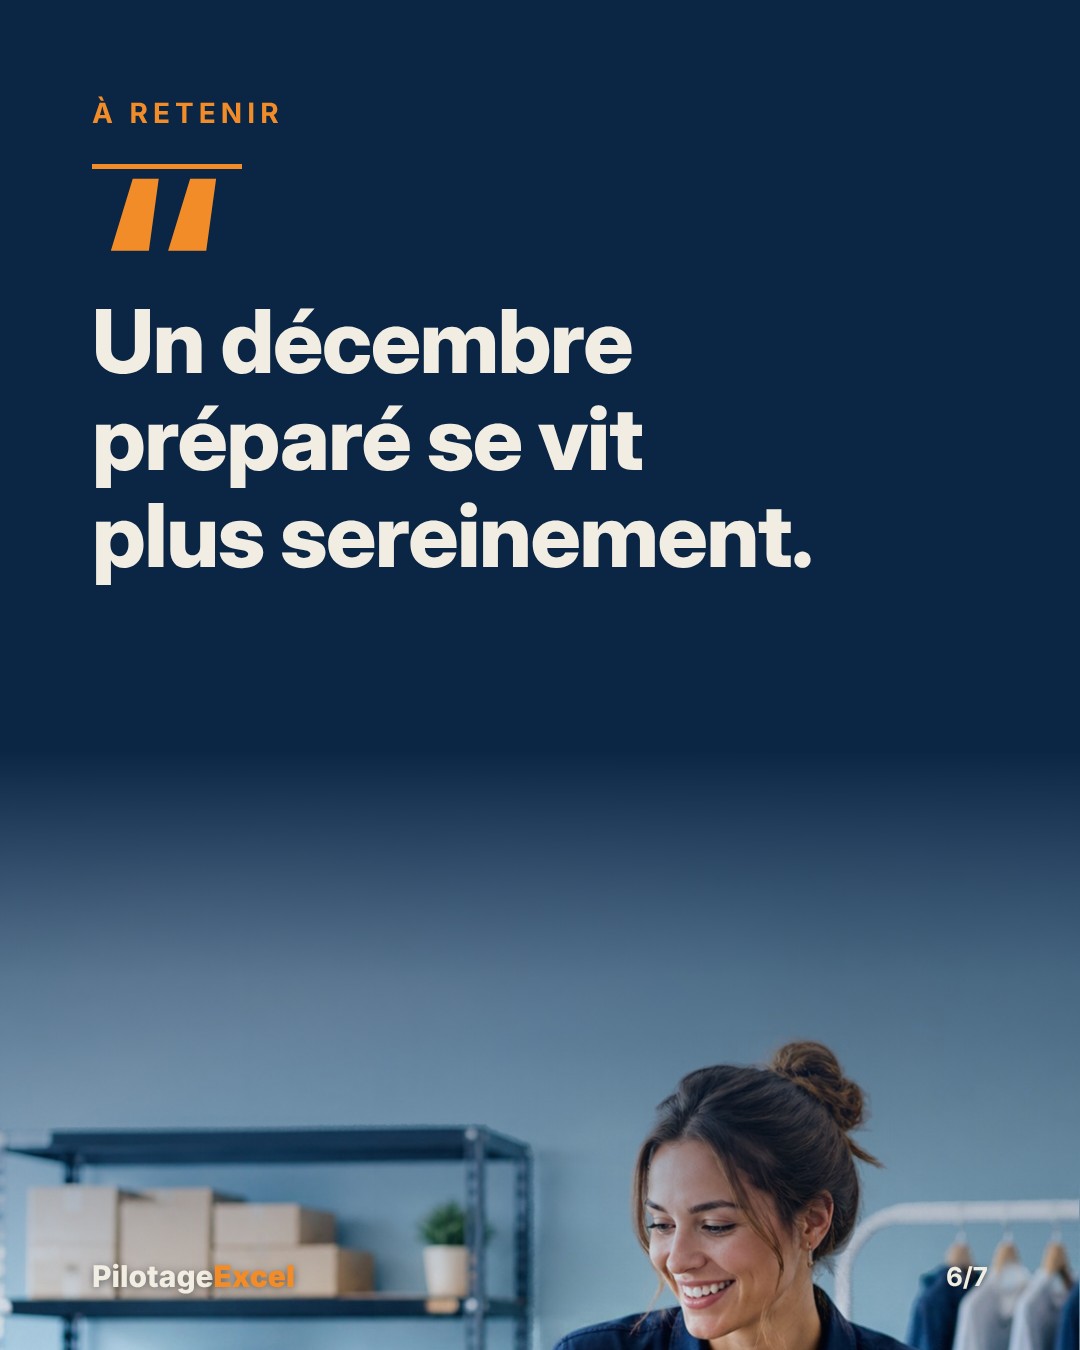 À RETENIR
"
Un décembre
préparé se vit
plus sereinement.
PilotageExcel
6/7